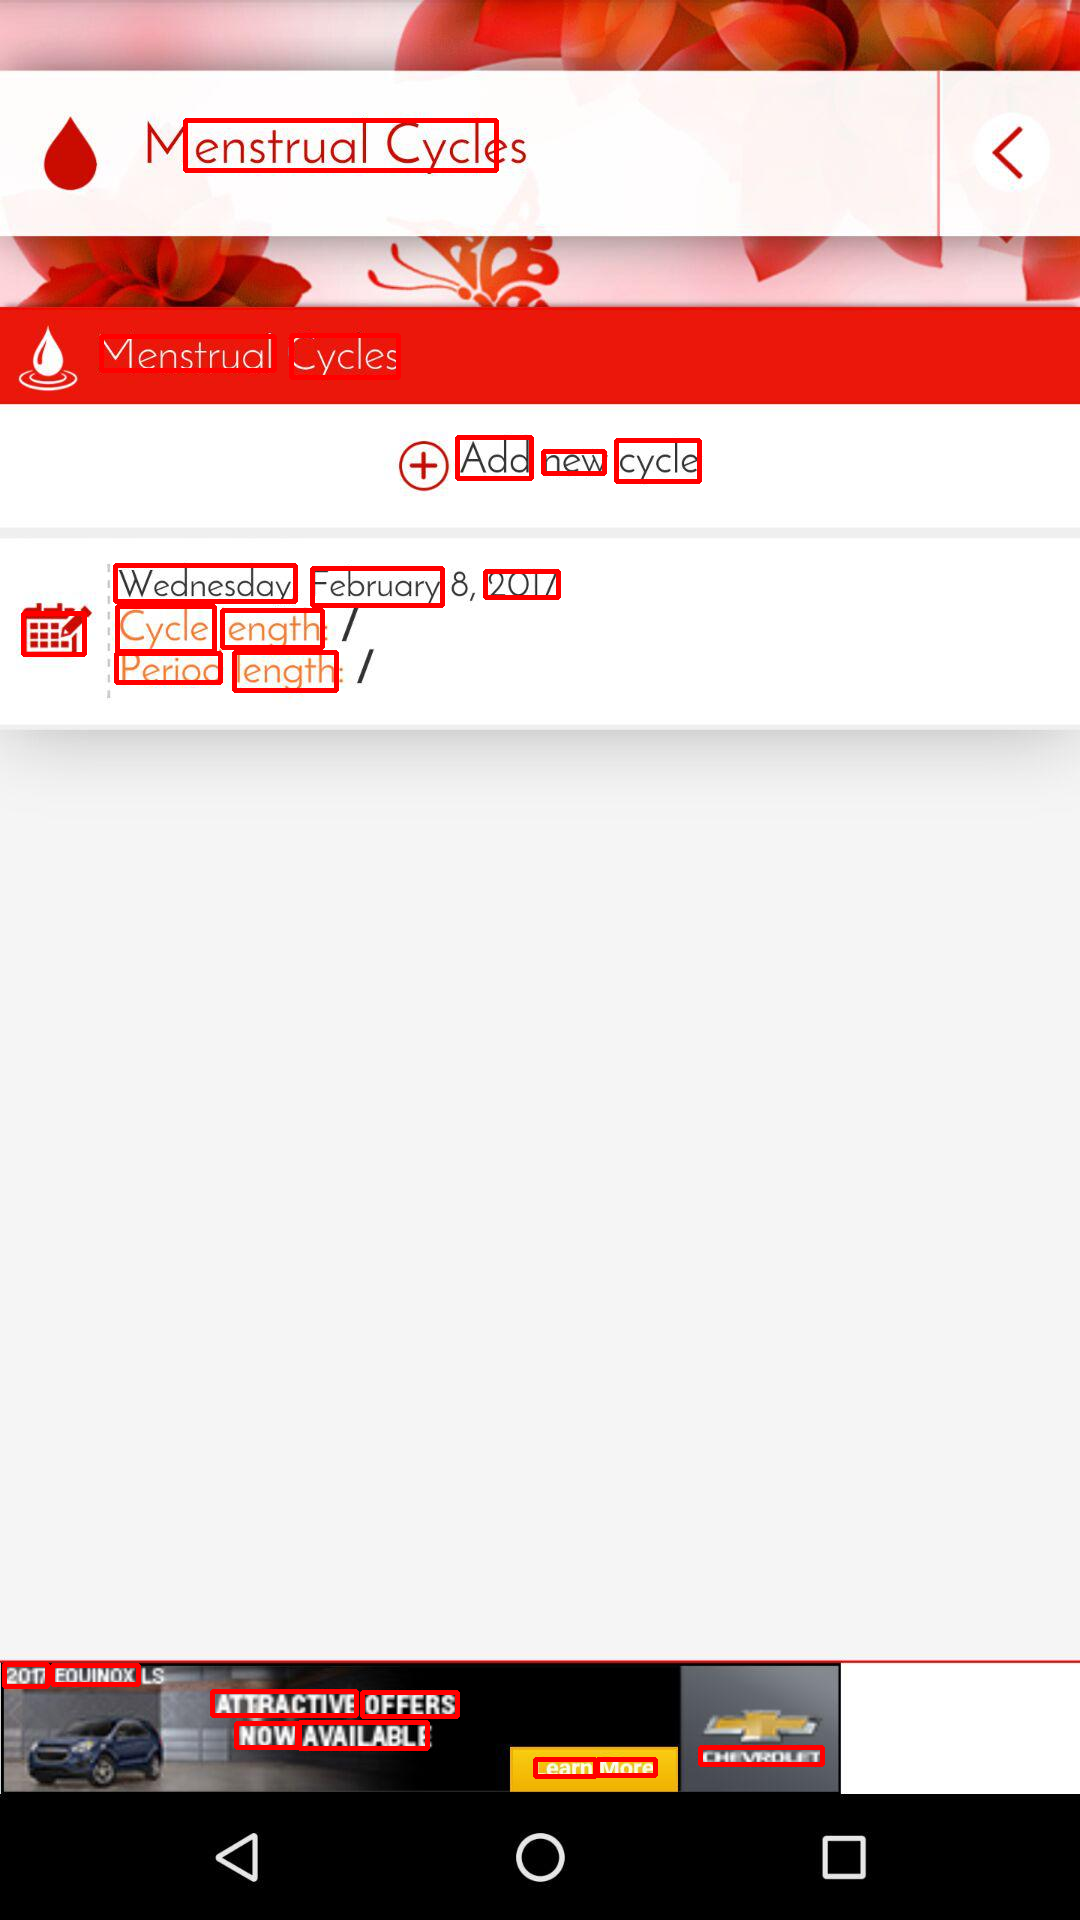 Menstrual Cycles
Menstrual Cycles
Add new cycle
Wednesday, February 8, 2017
Cycle length: /
Period length: /
2017 EQUINOX LS
ATTRACTIVE OFFERS
NOW AVAILABLE
Learn More
CHEVROLET